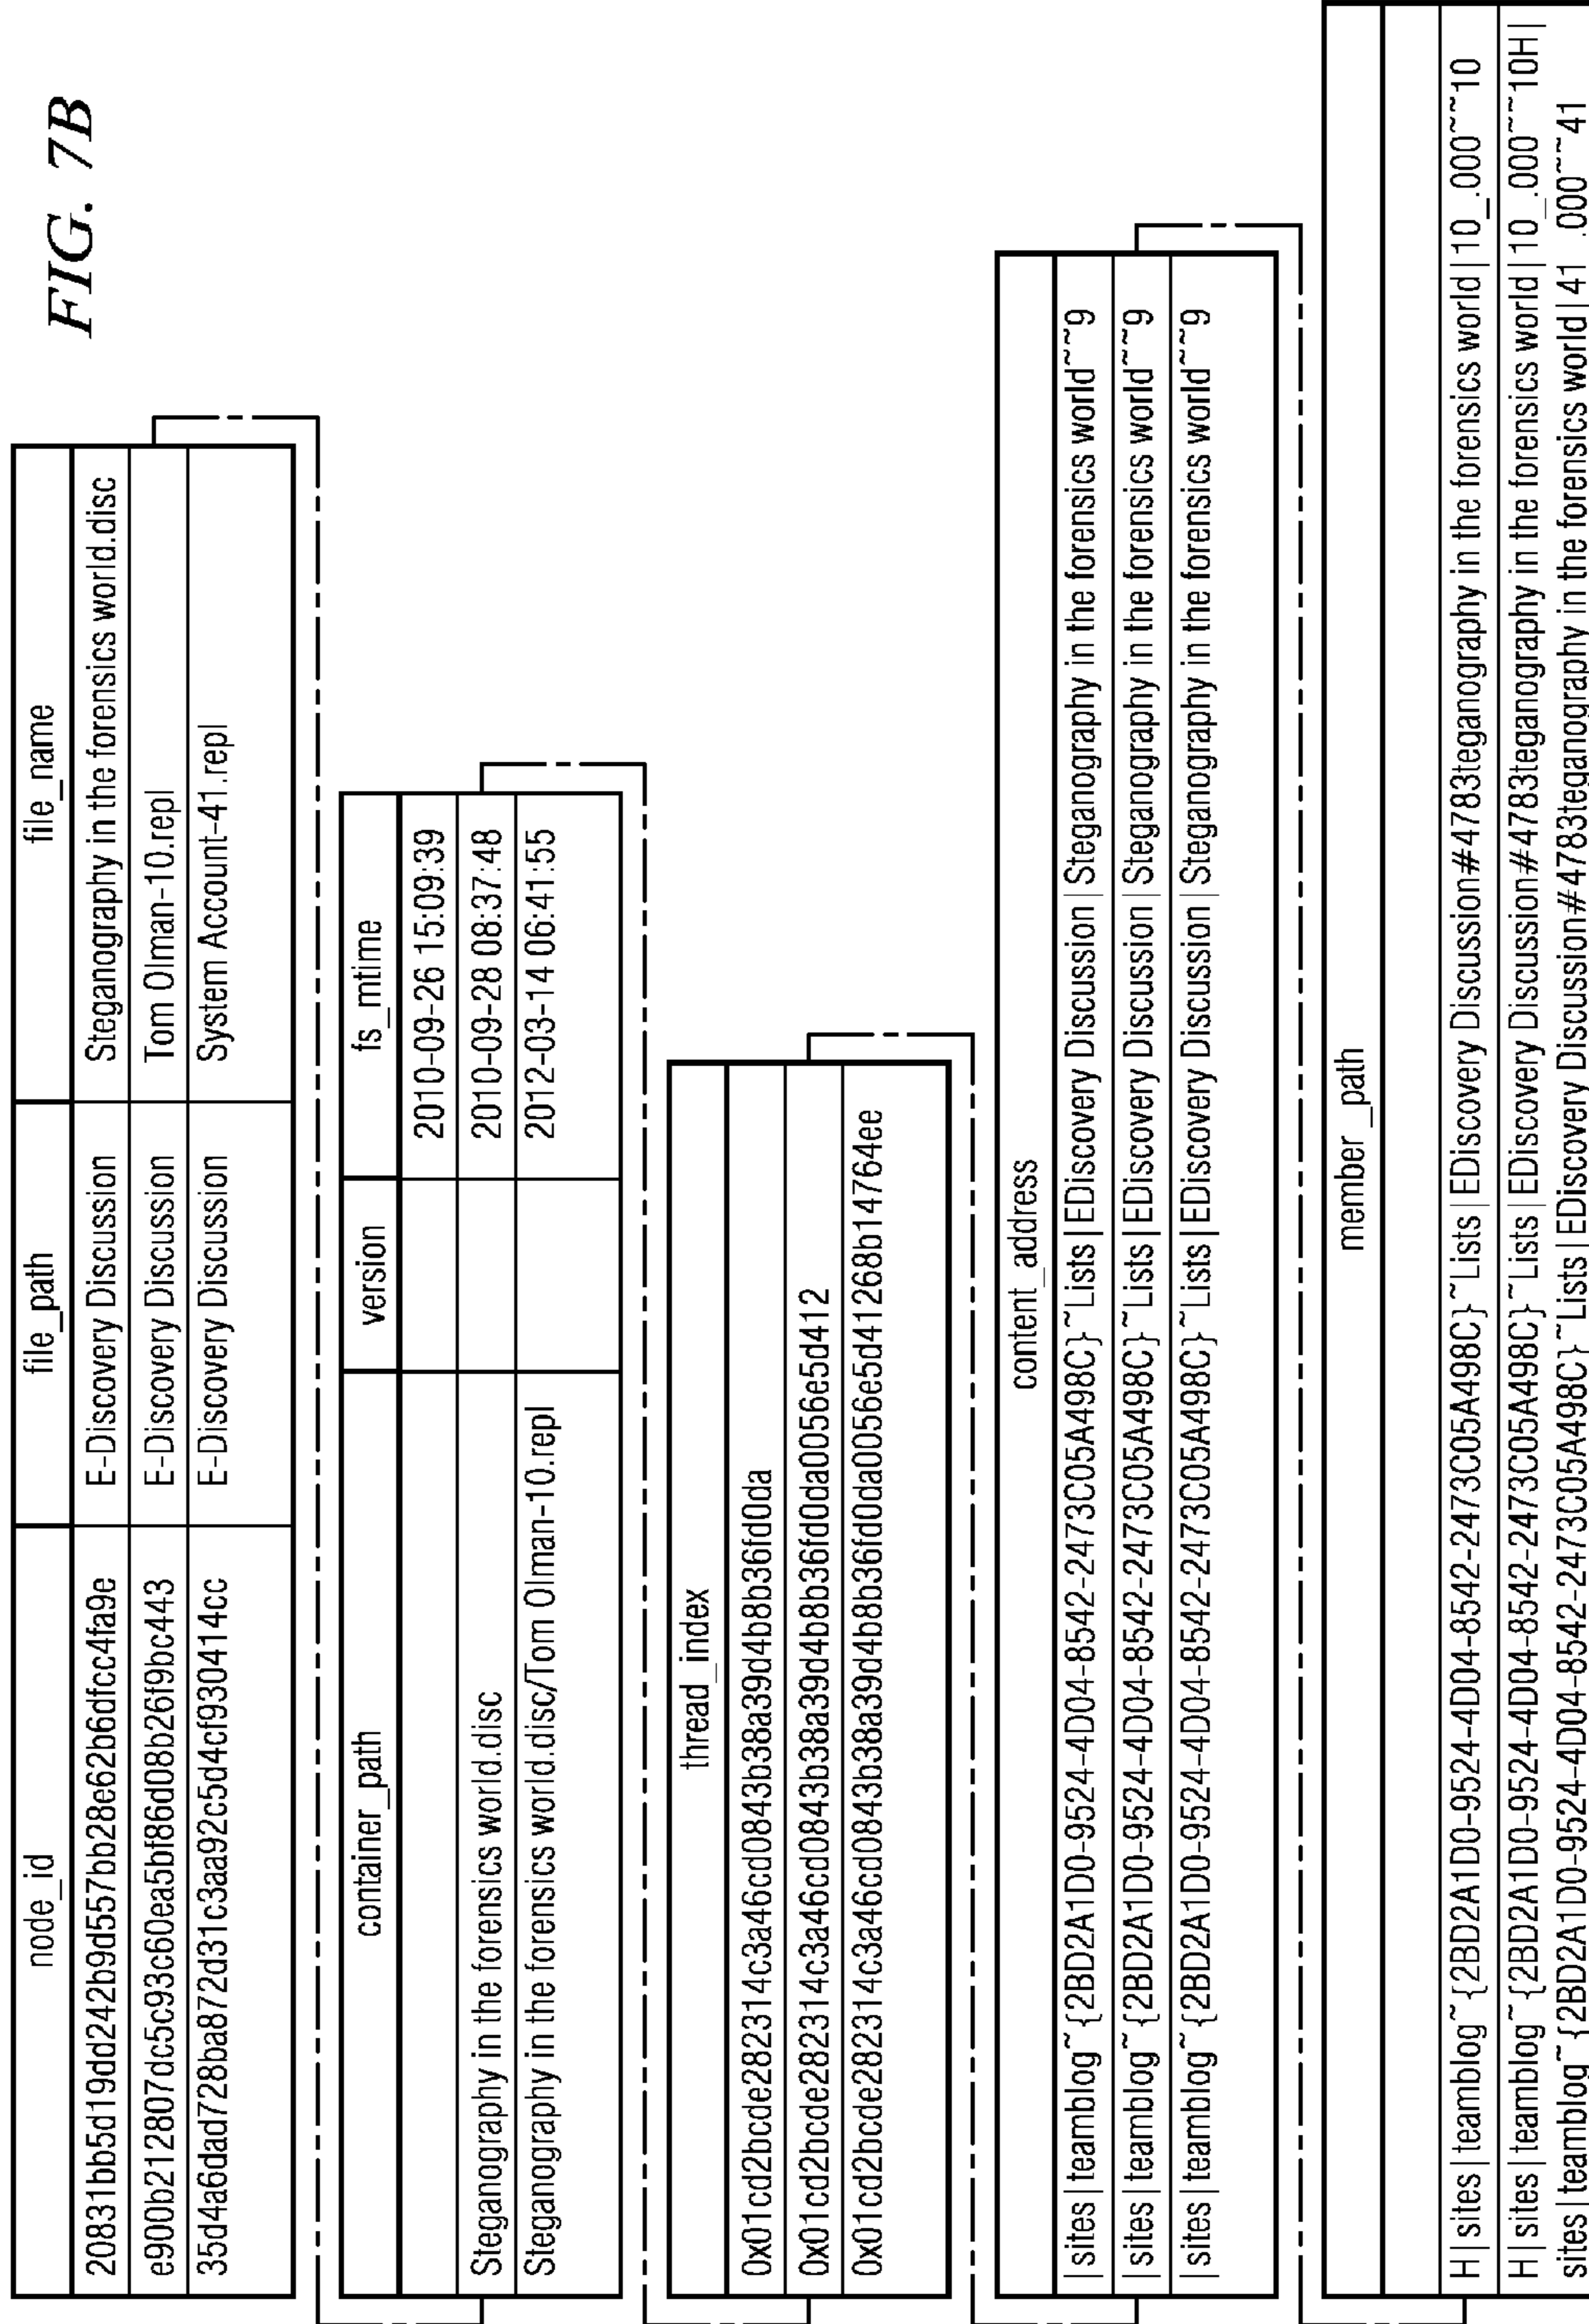 FIG. 7B
node_id file_path file_name
20831bb5d19dd242b9d557bb28e62b6dfcc4fa9e E-Discovery Discussion Steganography in the forensics world.disc
e900b212807dc5c93c60ea5bf86d08b26f9bc443 E-Discovery Discussion Tom Olman-10.repl
35d4a6dad728ba872d31c3aa92c5d4cf930414cc E-Discovery Discussion System Account-41.repl
container_path version fs_mtime
2010-09-26 15:09:39
Steganography in the forensics world.disc 2010-09-28 08:37:48
Steganography in the forensics world.disc/Tom Olman-10.repl 2012-03-14 06:41:55
thread_index
0x01cd2bcde282314c3a46cd0843b38a39d4b8b36fd0da
0x01cd2bcde282314c3a46cd0843b38a39d4b8b36fd0da0056e5d412
0x01cd2bcde282314c3a46cd0843b38a39d4b8b36fd0da0056e5d41268b14764ee
content_address
|sites|teamblog~{2BD2A1D0-9524-4D04-8542-2473C05A498C}~Lists|EDiscovery Discussion|Steganography in the forensics world~~9
|sites|teamblog~{2BD2A1D0-9524-4D04-8542-2473C05A498C}~Lists|EDiscovery Discussion|Steganography in the forensics world~~9
|sites|teamblog~{2BD2A1D0-9524-4D04-8542-2473C05A498C}~Lists|EDiscovery Discussion|Steganography in the forensics world~~9
member_path
H|sites|teamblog~{2BD2A1D0-9524-4D04-8542-2473C05A498C}~Lists|EDiscovery Discussion#4783teganography in the forensics world|10_.000~~10
H|sites|teamblog~{2BD2A1D0-9524-4D04-8542-2473C05A498C}~Lists|EDiscovery Discussion#4783teganography in the forensics world|10_.000~~10H|
sites|teamblog~{2BD2A1D0-9524-4D04-8542-2473C05A498C}~Lists|EDiscovery Discussion#4783teganography in the forensics world|41_.000~~41